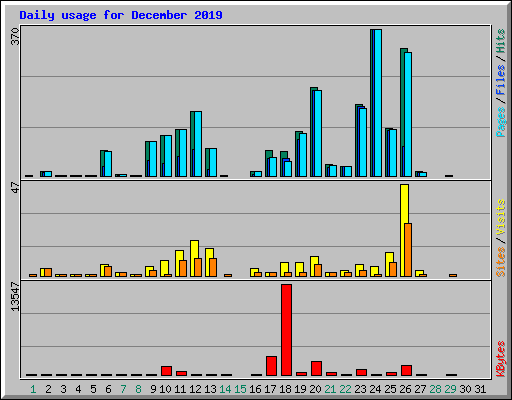 Daily usage for December 2019
370
Pages / Files / Hits
47
Sites / Visits
13547
KBytes
1 2 3 4 5 6 7 8 9 10 11 12 13 14 15 16 17 18 19 20 21 22 23 24 25 26 27 28 29 30 31